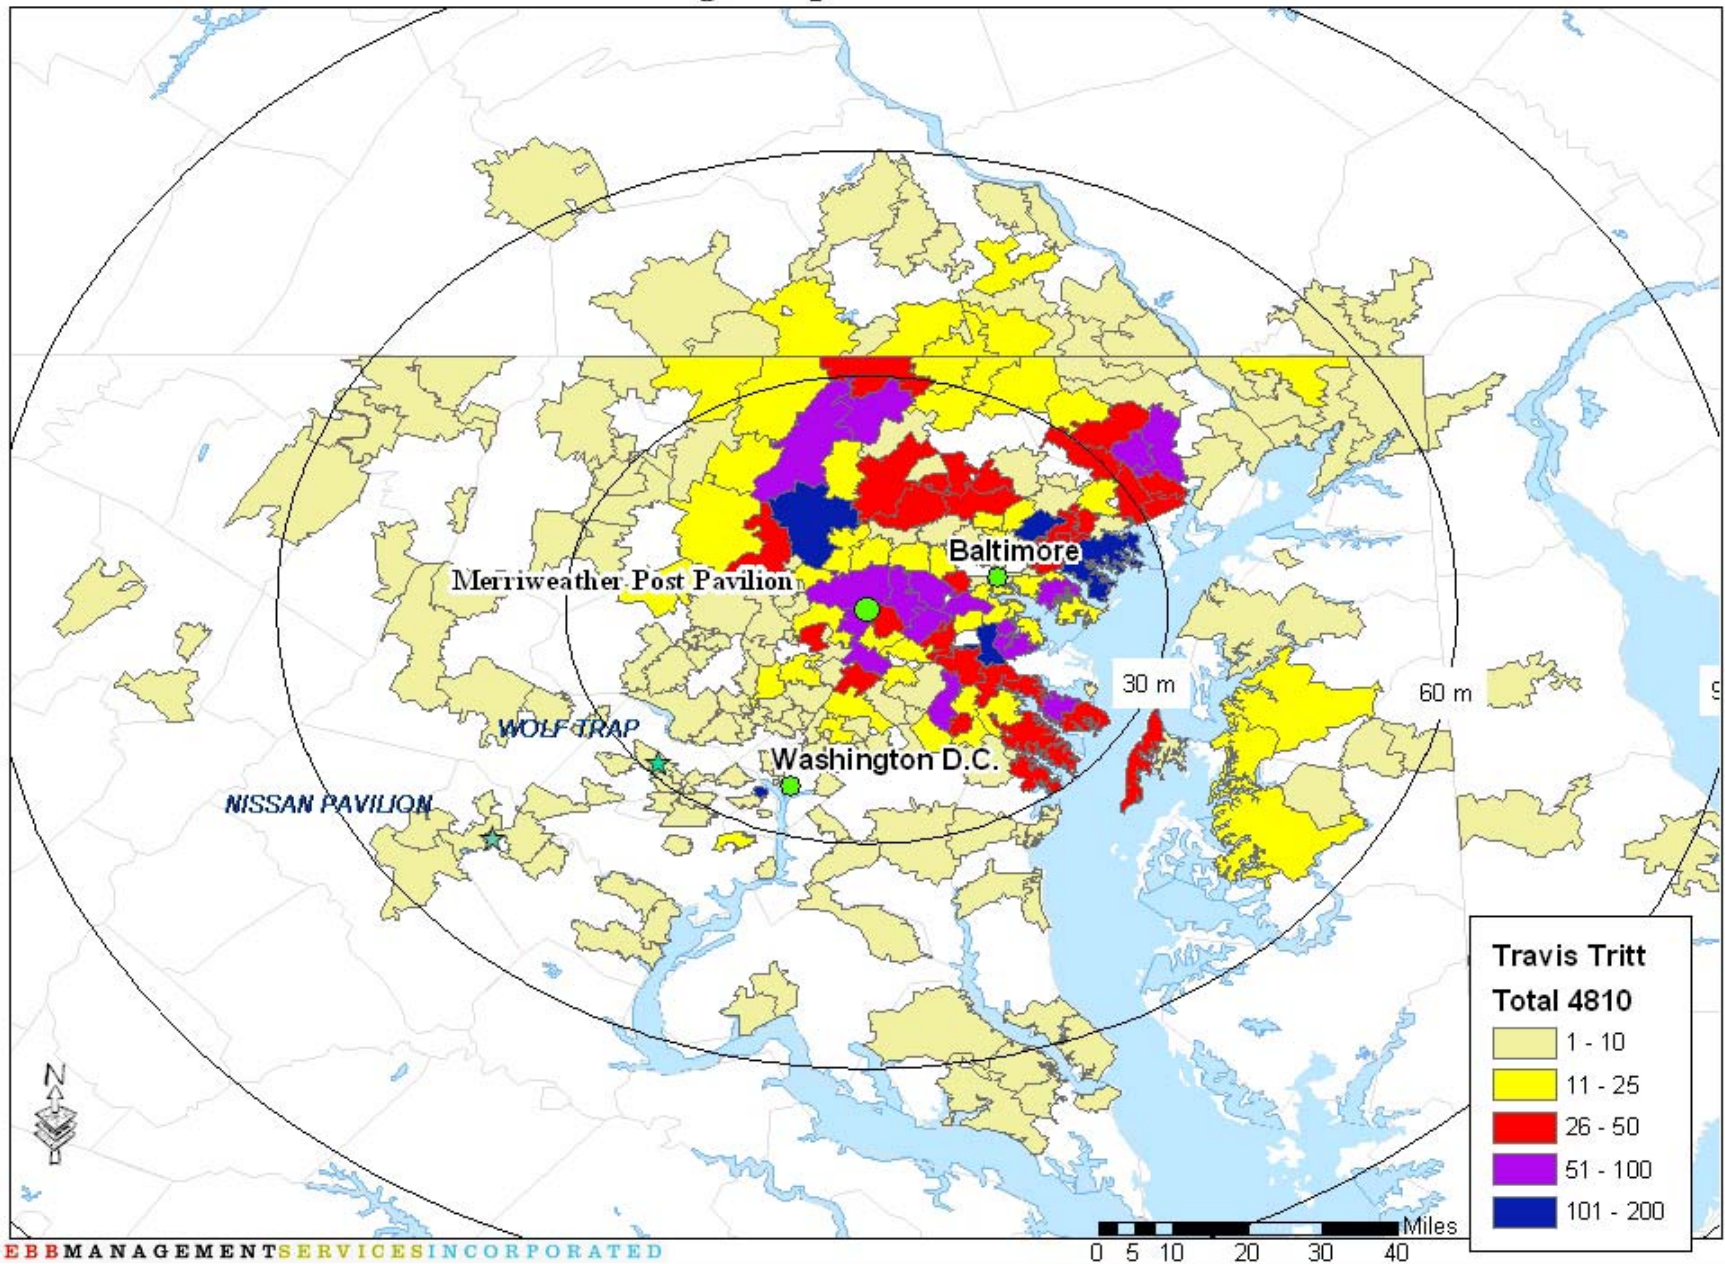 Baltimore
Merriweather Post Pavilion
30 m
60 m
9
WOLF TRAP
Washington D.C.
NISSAN PAVILION
Travis Tritt
Total 4810
1 - 10
11 - 25
26 - 50
51 - 100
101 - 200
N
Miles
0 5 10 20 30 40
EBBMANAGEMENTSERVICESINCORPORATED